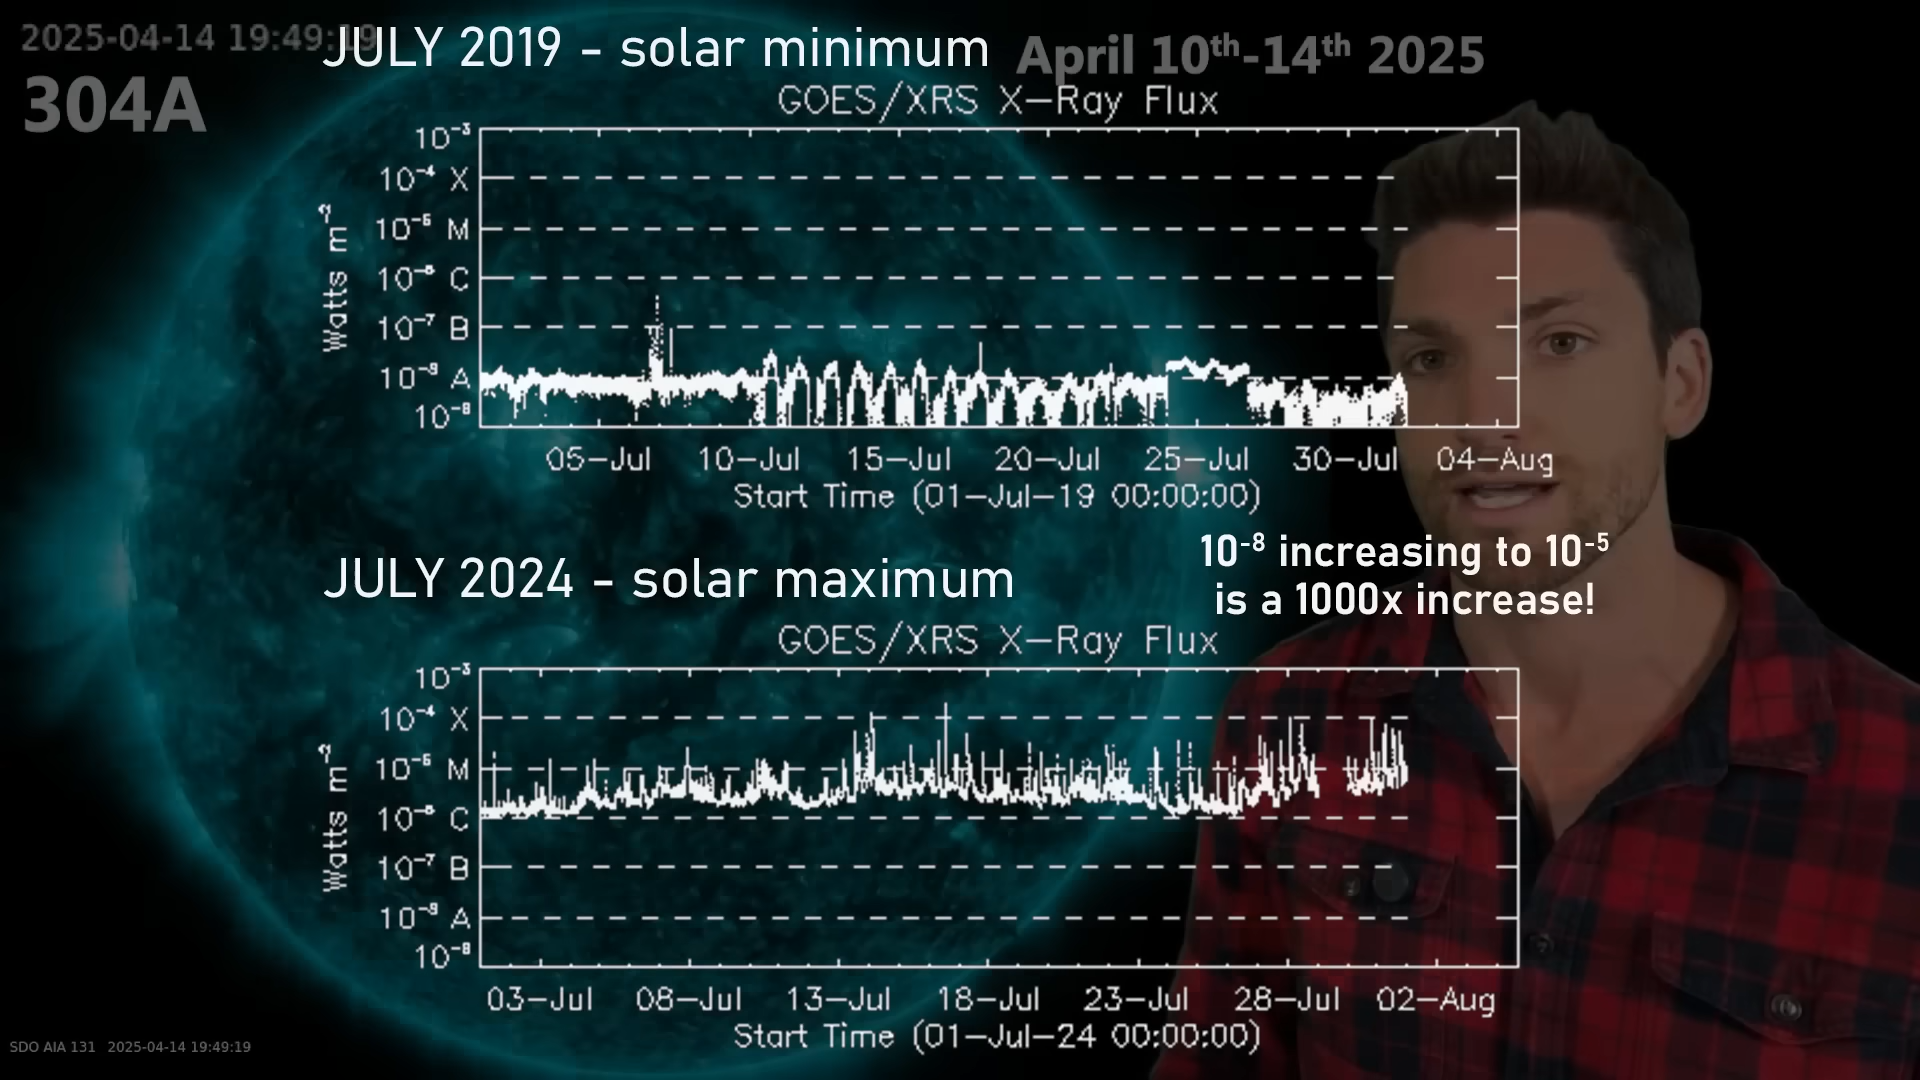 2025-04-14 19:49:19
JULY 2019 - solar minimum
April 10th-14th 2025
304A
GOES/XRS X-Ray Flux
10⁻³
10⁻⁴ X
10⁻⁵ M
10⁻⁶ C
10⁻⁷ B
10⁻⁸ A
10⁻⁹
Watts m⁻²
05-Jul 10-Jul 15-Jul 20-Jul 25-Jul 30-Jul 04-Aug
Start Time (01-Jul-19 00:00:00)
10⁻⁸ increasing to 10⁻⁵
is a 1000x increase!
JULY 2024 - solar maximum
GOES/XRS X-Ray Flux
10⁻³
10⁻⁴ X
10⁻⁵ M
10⁻⁶ C
10⁻⁷ B
10⁻⁸ A
10⁻⁹
Watts m⁻²
03-Jul 08-Jul 13-Jul 18-Jul 23-Jul 28-Jul 02-Aug
Start Time (01-Jul-24 00:00:00)
SDO AIA 131 2025-04-14 19:49:19